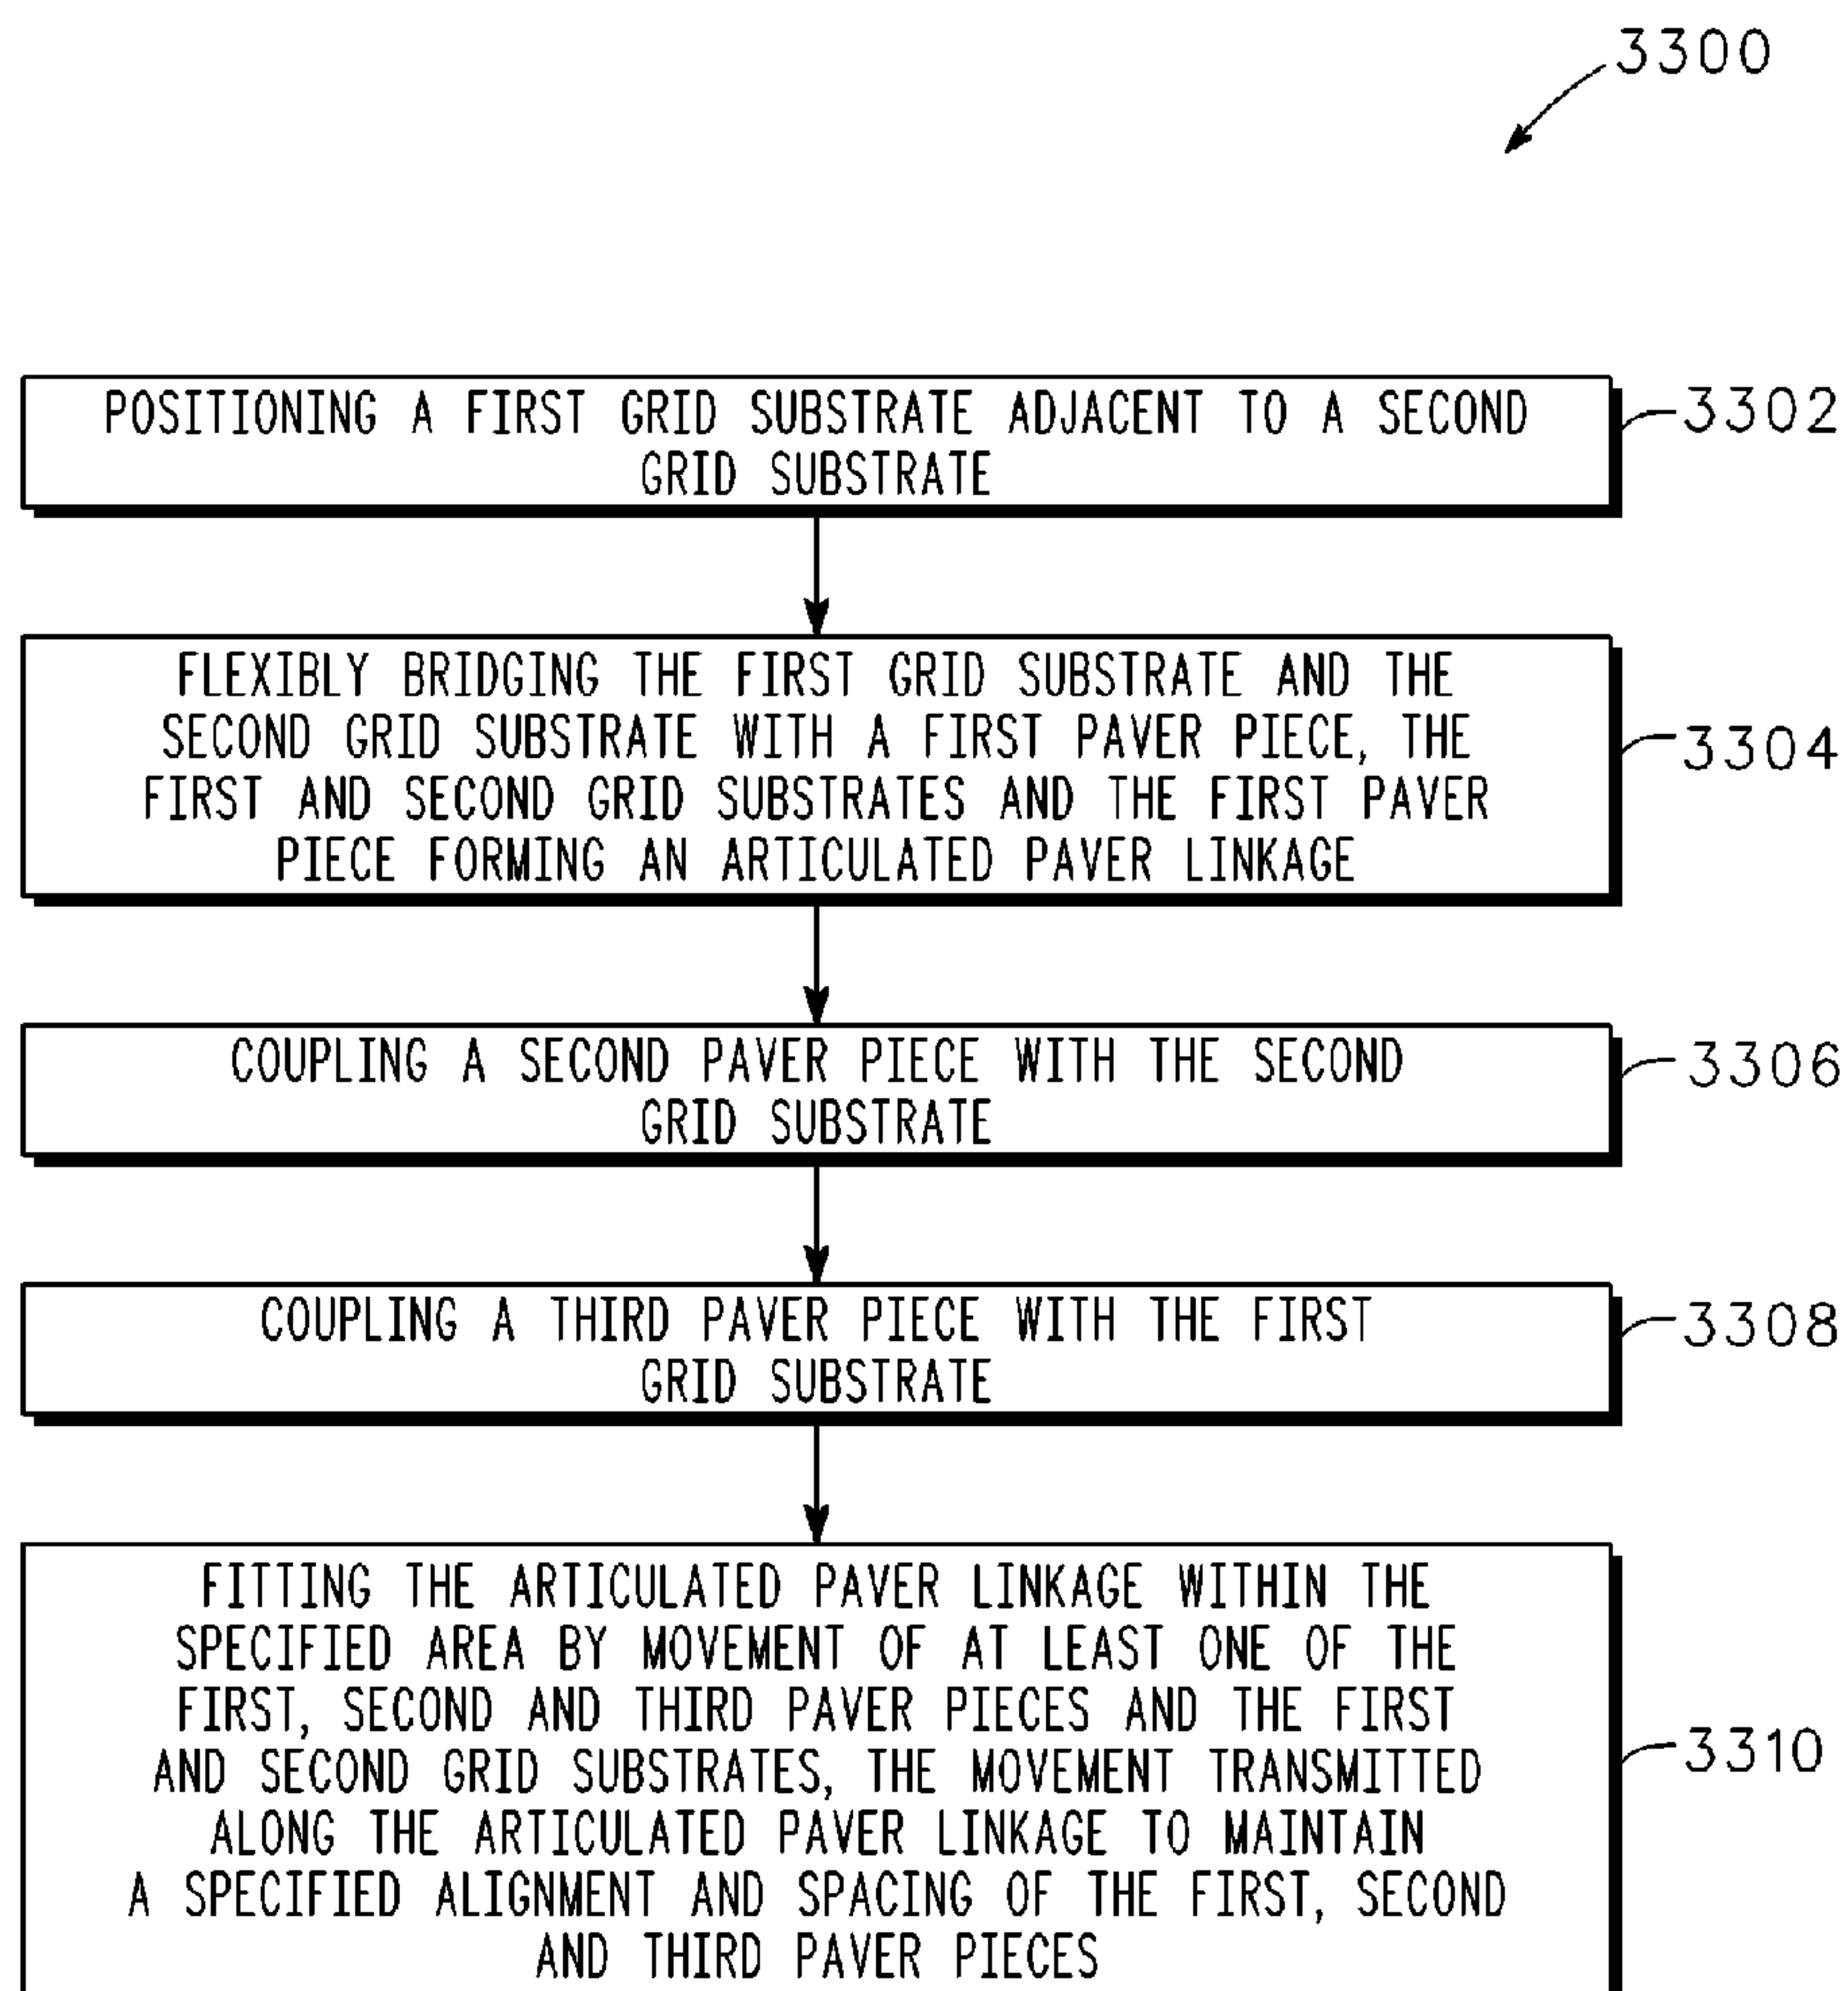 3300
POSITIONING A FIRST GRID SUBSTRATE ADJACENT TO A SECOND
GRID SUBSTRATE
3302
FLEXIBLY BRIDGING THE FIRST GRID SUBSTRATE AND THE
SECOND GRID SUBSTRATE WITH A FIRST PAVER PIECE, THE
FIRST AND SECOND GRID SUBSTRATES AND THE FIRST PAVER
PIECE FORMING AN ARTICULATED PAVER LINKAGE
3304
COUPLING A SECOND PAVER PIECE WITH THE SECOND
GRID SUBSTRATE
3306
COUPLING A THIRD PAVER PIECE WITH THE FIRST
GRID SUBSTRATE
3308
FITTING THE ARTICULATED PAVER LINKAGE WITHIN THE
SPECIFIED AREA BY MOVEMENT OF AT LEAST ONE OF THE
FIRST, SECOND AND THIRD PAVER PIECES AND THE FIRST
AND SECOND GRID SUBSTRATES, THE MOVEMENT TRANSMITTED
ALONG THE ARTICULATED PAVER LINKAGE TO MAINTAIN
A SPECIFIED ALIGNMENT AND SPACING OF THE FIRST, SECOND
AND THIRD PAVER PIECES
3310